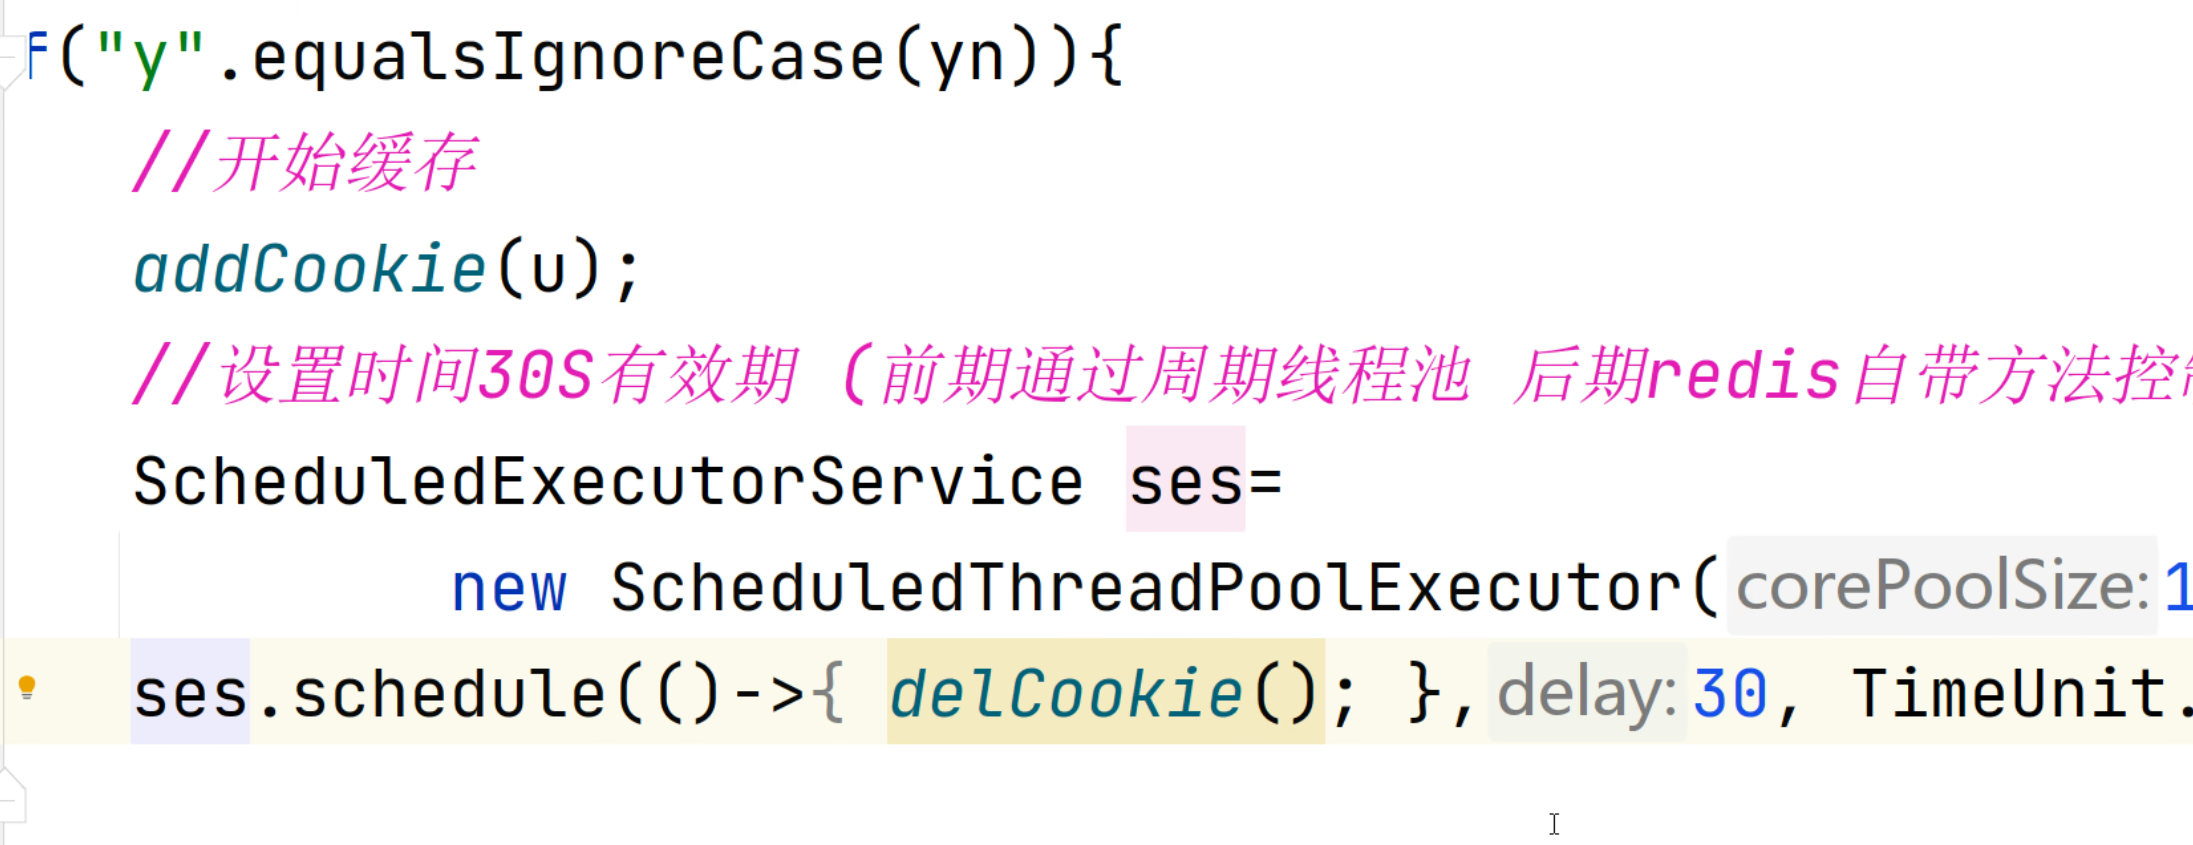 f("y".equalsIgnoreCase(yn)){
//开始缓存
addCookie(u);
//设置时间30S有效期 (前期通过周期线程池 后期redis自带方法控
ScheduledExecutorService ses=
new ScheduledThreadPoolExecutor( corePoolSize: 1
ses.schedule(()->{ delCookie(); }, delay: 30, TimeUnit.